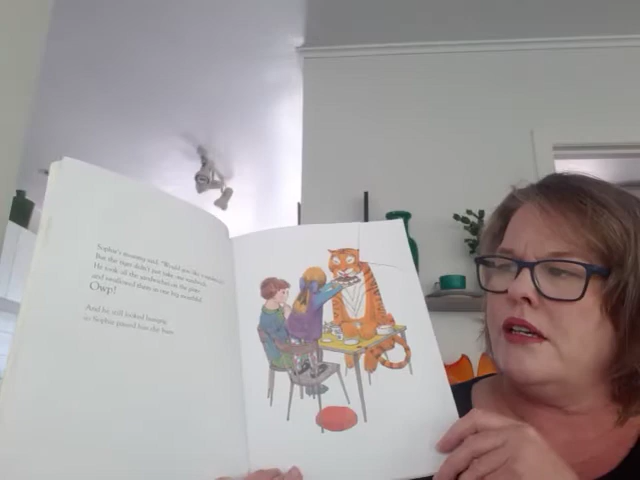 Sophie's mummy said, "Would you like a sandwich?"
But the tiger didn't just take one sandwich.
He took all the sandwiches on the plate
and swallowed them in one big mouthful.
Owp!
And he still looked hungry,
so Sophie passed him the buns.